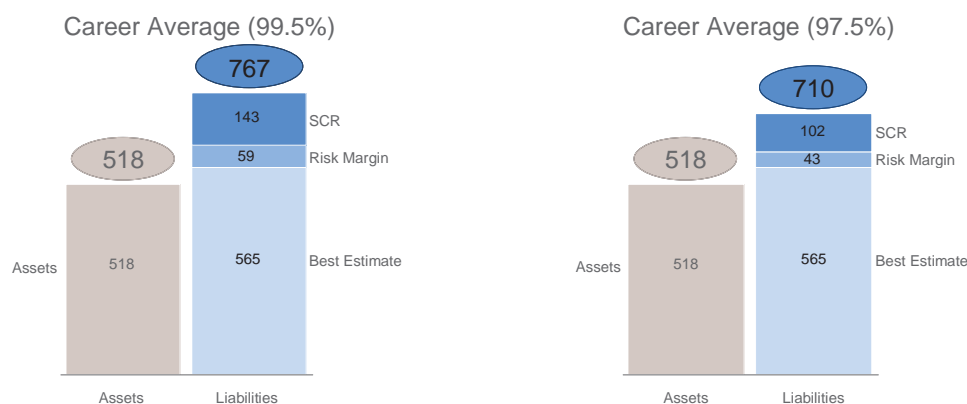 Career Average (99.5%)
767
143
SCR
518
59
Risk Margin
Assets
518
565
Best Estimate
Assets
Liabilities
Career Average (97.5%)
710
102
SCR
518
43
Risk Margin
Assets
518
565
Best Estimate
Assets
Liabilities